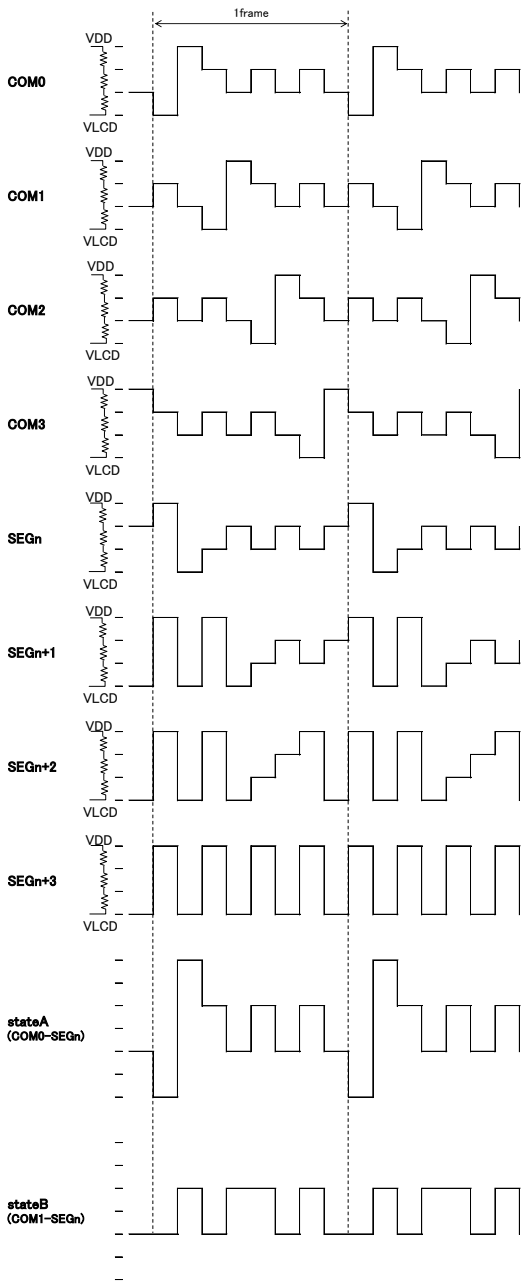 1frame
VDD
COM0
VLCD
VDD
COM1
VLCD
VDD
COM2
VLCD
VDD
COM3
VLCD
VDD
SEGn
VLCD
VDD
SEGn+1
VLCD
VDD
SEGn+2
VLCD
VDD
SEGn+3
VLCD
stateA
(COM0-SEGn)
stateB
(COM1-SEGn)